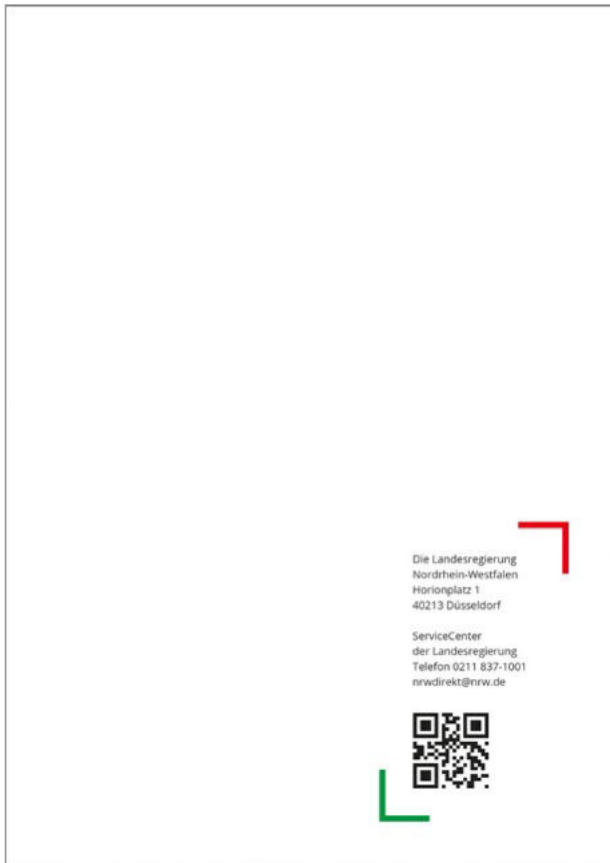 Die Landesregierung
Nordrhein-Westfalen
Horionplatz 1
40213 Düsseldorf
ServiceCenter
der Landesregierung
Telefon 0211 837-1001
nrwdirekt@nrw.de